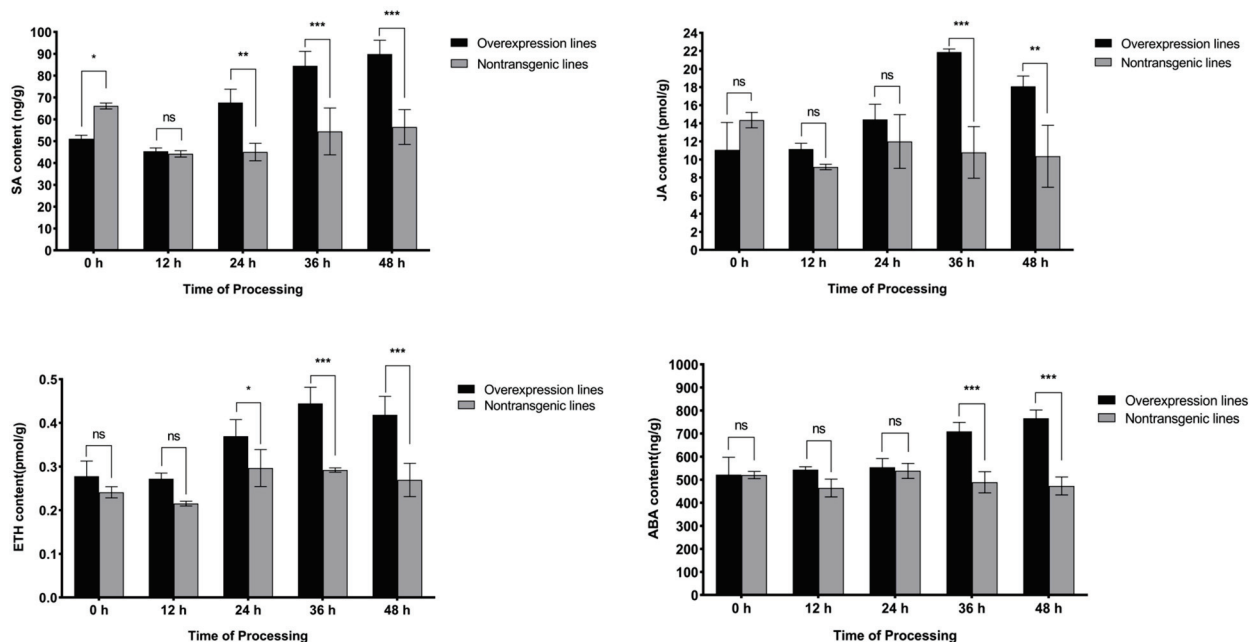 SA content (ng/g)
100
90
80
70
60
50
40
30
20
10
0
*
ns
**
***
***
Overexpression lines
Nontransgenic lines
0 h 12 h 24 h 36 h 48 h
Time of Processing
JA content (pmol/g)
24
22
20
18
16
14
12
10
8
6
4
2
0
ns
ns
ns
***
**
Overexpression lines
Nontransgenic lines
0 h 12 h 24 h 36 h 48 h
Time of Processing
ETH content(pmol/g)
0.5
0.4
0.3
0.2
0.1
0.0
ns
ns
*
***
***
Overexpression lines
Nontransgenic lines
0 h 12 h 24 h 36 h 48 h
Time of Processing
ABA content(ng/g)
1000
900
800
700
600
500
400
300
200
100
0
ns
ns
ns
***
***
Overexpression lines
Nontransgenic lines
0 h 12 h 24 h 36 h 48 h
Time of Processing